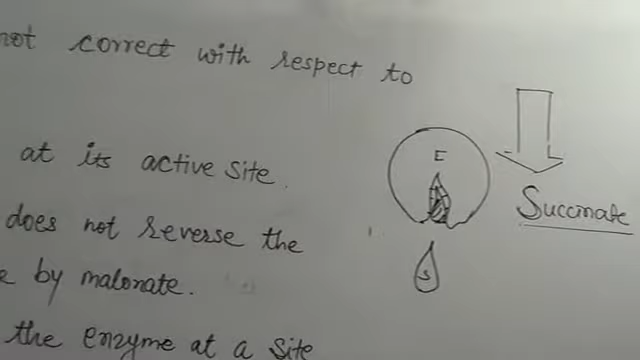 not correct with respect to
at its active site.
E
Succinate
does not reverse the
S
by malonate.
the enzyme at a site